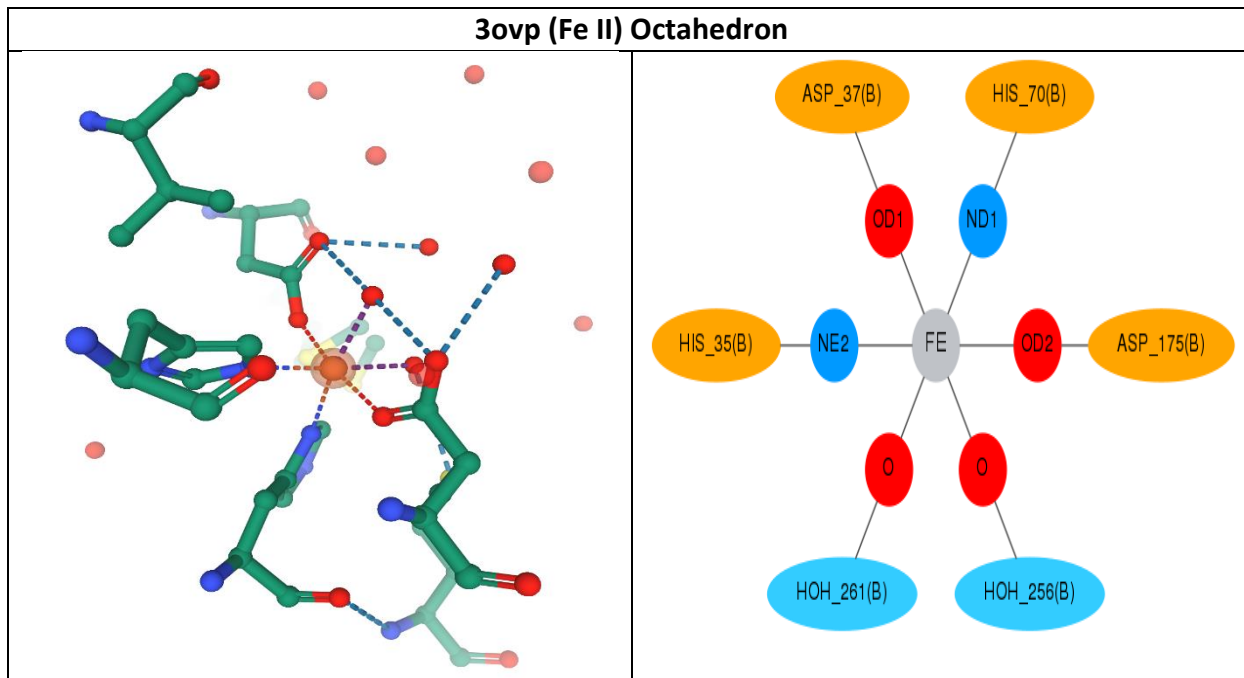 3ovp (Fe II) Octahedron
ASP_37(B) HIS_70(B)
OD1 ND1
HIS_35(B) NE2 FE OD2 ASP_175(B)
O O
HOH_261(B) HOH_256(B)